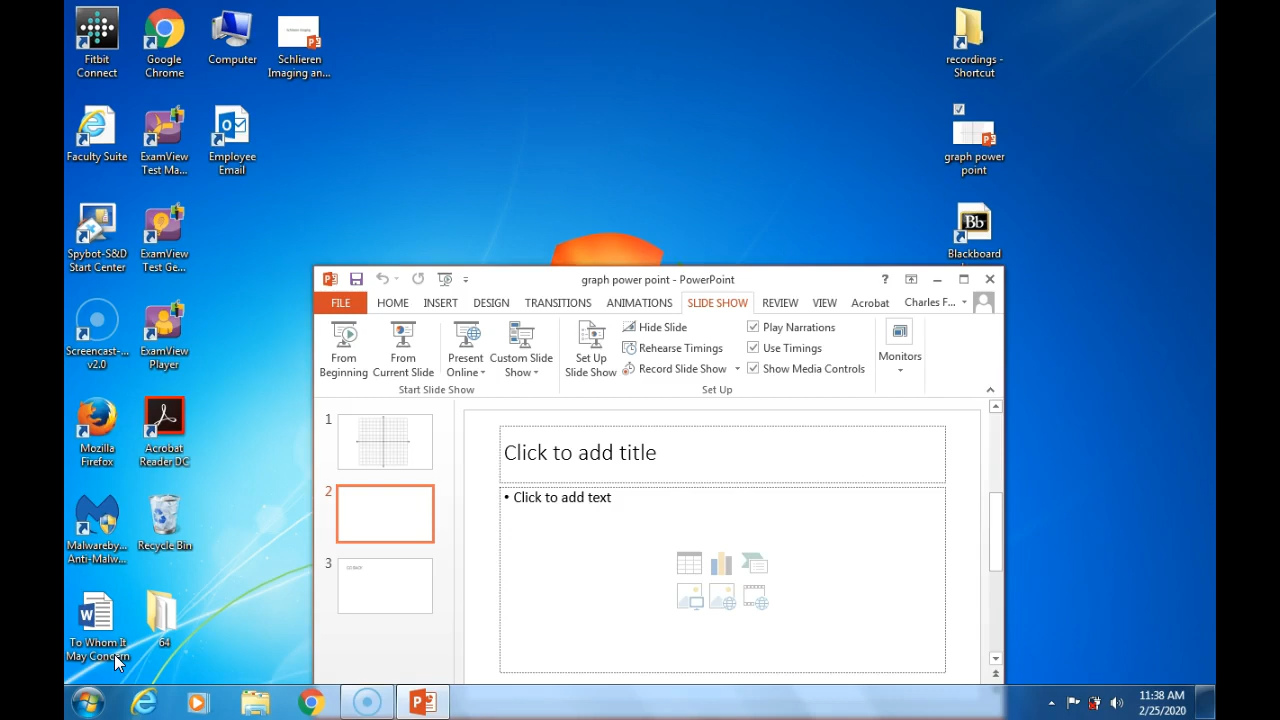 Fitbit
Connect
Google
Chrome
Computer
Schlieren
Imaging an...
recordings -
Shortcut
Faculty Suite
ExamView
Test Ma...
Employee
Email
graph power
point
Spybot-S&D
Start Center
ExamView
Test Ge...
Bb
Blackboard
Screencast-...
v2.0
ExamView
Player
Mozilla
Firefox
Acrobat
Reader DC
Malwareby...
Anti-Malw...
Recycle Bin
To Whom It
May Concern
64
graph power point - PowerPoint
FILE HOME INSERT DESIGN TRANSITIONS ANIMATIONS SLIDE SHOW REVIEW VIEW Acrobat Charles F...
From
Beginning
From
Current Slide
Present
Online
Custom Slide
Show
Start Slide Show
Set Up
Slide Show
Hide Slide
Rehearse Timings
Record Slide Show
Play Narrations
Use Timings
Show Media Controls
Set Up
Monitors
1
2
3
Click to add title
• Click to add text
11:38 AM
2/25/2020